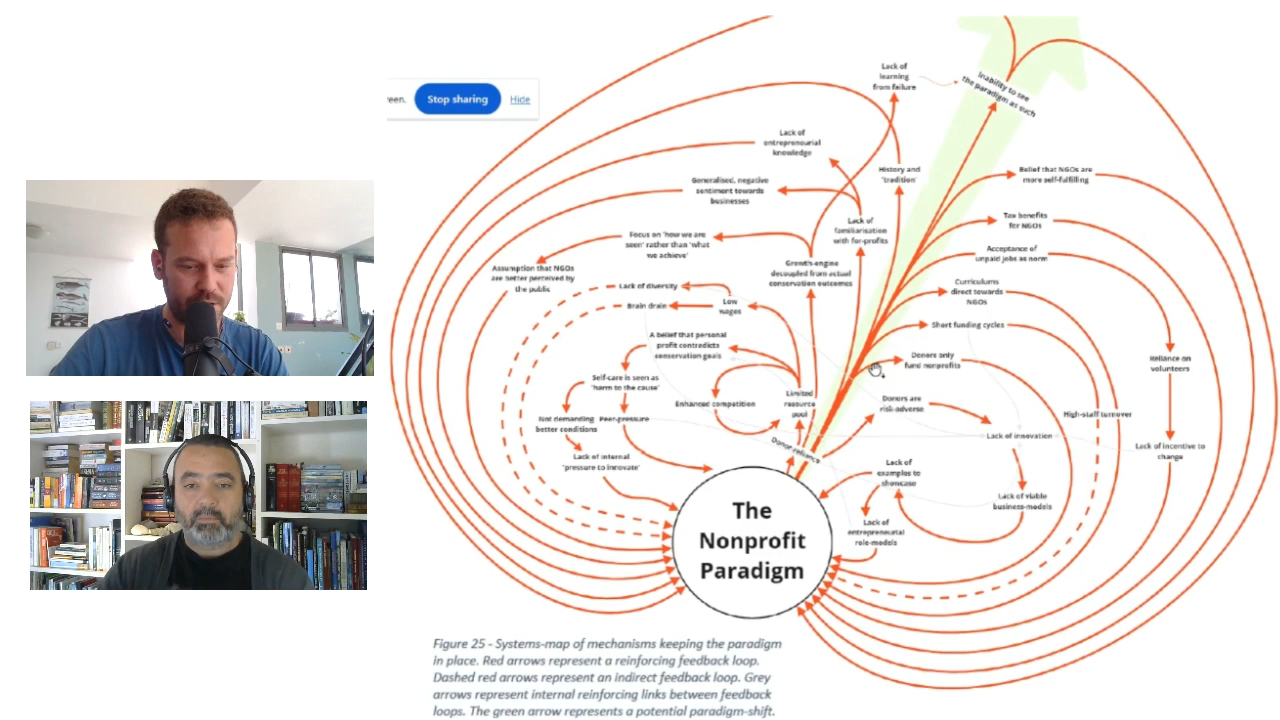 reen.
Stop sharing
Hide
Lack of
learning
from failure
Inability to see
the paradigm as such
Lack of
entrepreneurial
knowledge
History and
'tradition'
Belief that NGOs are
more self-fulfilling
Generalised, negative
sentiment towards
businesses
Tax benefits
for NGOs
Lack of
familiarisation
with for-profits
Focus on 'how we are
seen' rather than 'what
we achieve'
Acceptance of
unpaid jobs as norm
Assumption that NGOs
are better perceived by
the public
Growth-engine
decoupled from actual
conservation outcomes
Curriculums
direct towards
NGOs
Lack of diversity
Brain drain
Low
wages
Short funding cycles
A belief that personal
profit contradicts
conservation goals
Donors only
fund nonprofits
Reliance on
volunteers
Self-care is seen as
'harm to the cause'
Enhanced competition
Limited
resource
pool
Donors are
risk-adverse
High-staff turnover
Not demanding
better conditions
Peer-pressure
Donor reliance
Lack of innovation
Lack of incentive to
change
Lack of internal
'pressure to innovate'
Lack of
examples to
showcase
Lack of viable
business-models
Lack of
entrepreneurial
role-models
The
Nonprofit
Paradigm
Figure 25 - Systems-map of mechanisms keeping the paradigm
in place. Red arrows represent a reinforcing feedback loop.
Dashed red arrows represent an indirect feedback loop. Grey
arrows represent internal reinforcing links between feedback
loops. The green arrow represents a potential paradigm-shift.